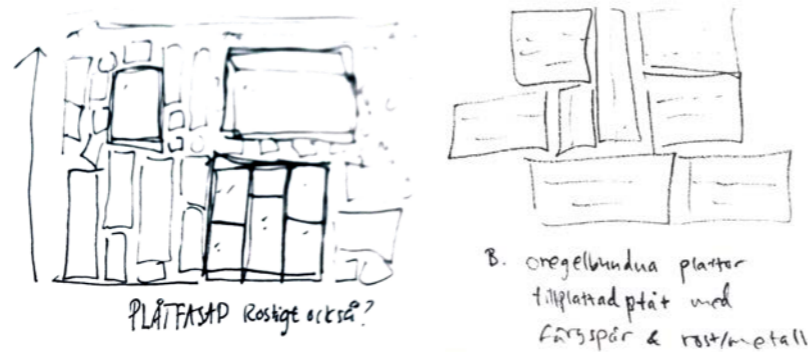 PLÅTFASAD Rostigt också?
B. oregelbundna plattor
tillplattad plåt med
färgspår & rost/metall